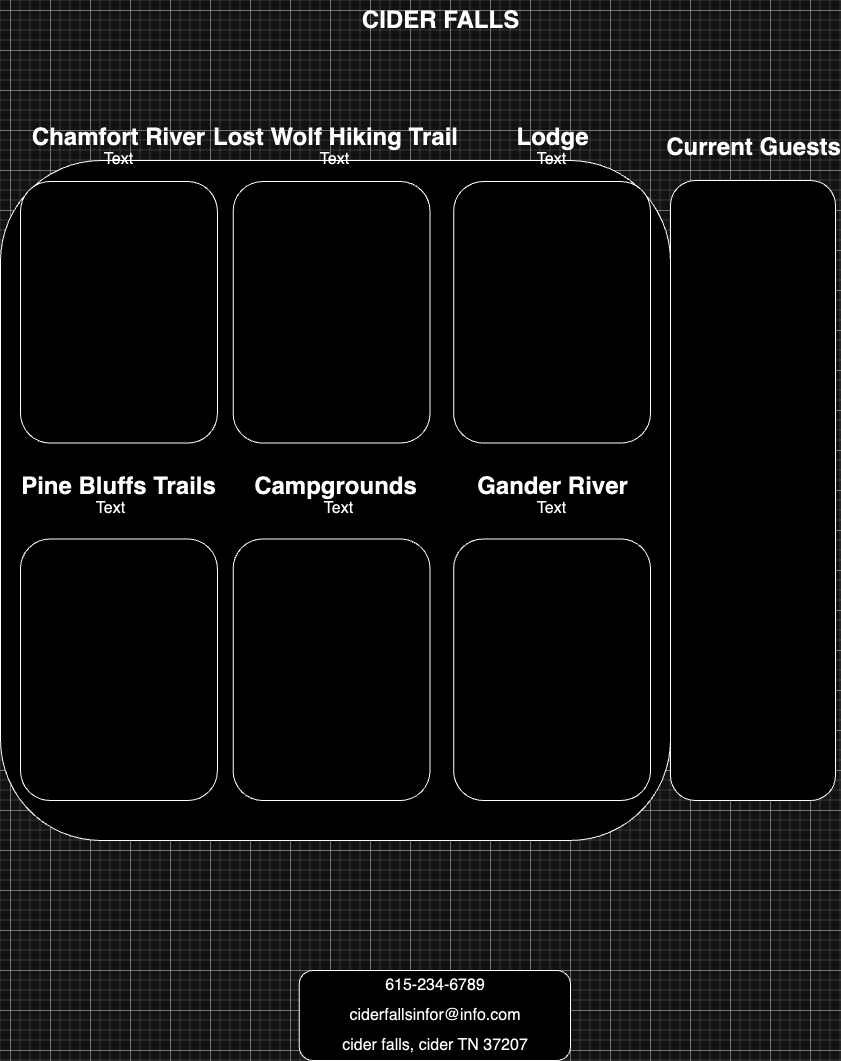 CIDER FALLS
Chamfort River Lost Wolf Hiking Trail Lodge Current Guests
Text Text Text
Pine Bluffs Trails Campgrounds Gander River
Text Text Text
615-234-6789
ciderfallsinfor@info.com
cider falls, cider TN 37207